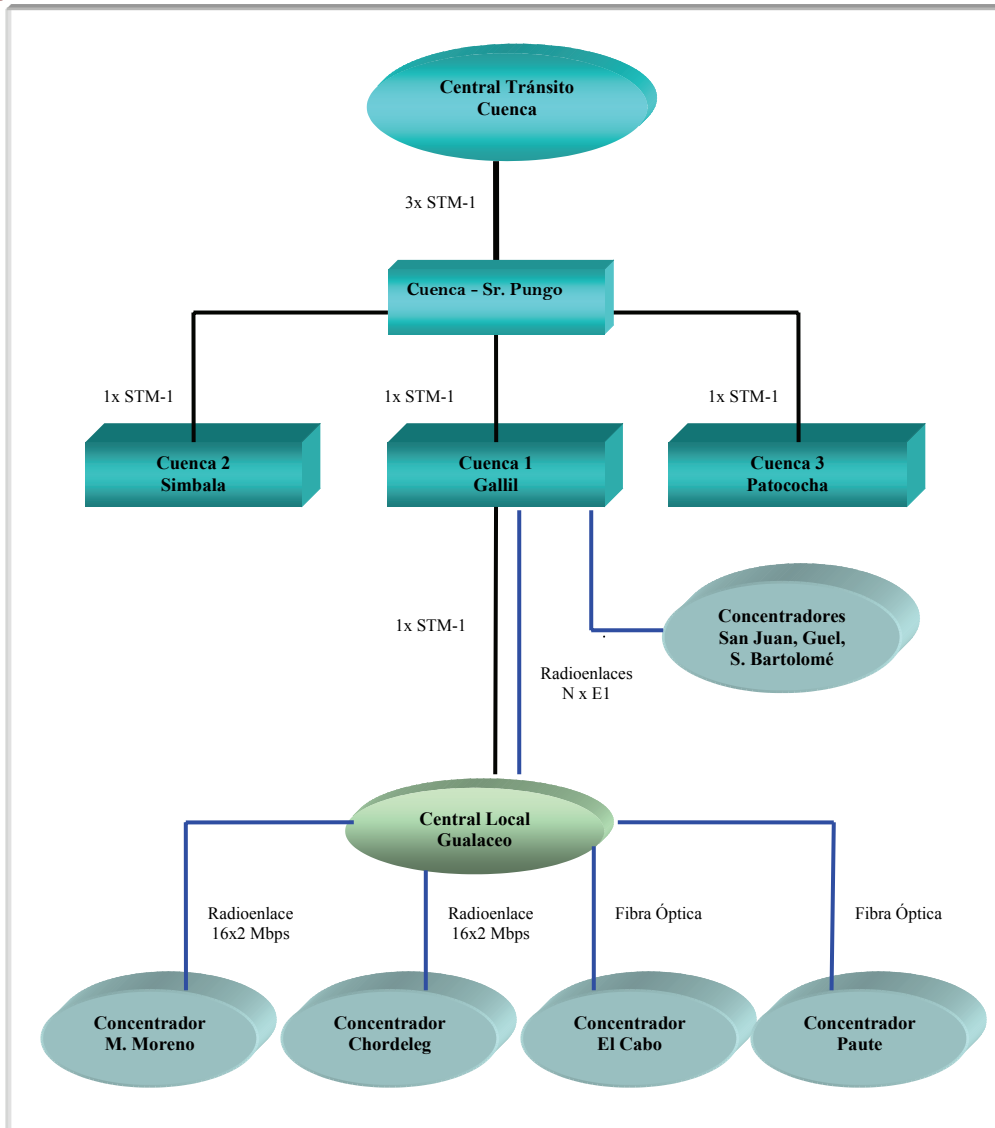 Central Tránsito
Cuenca
3x STM-1
Cuenca - Sr. Pungo
1x STM-1
1x STM-1
1x STM-1
Cuenca 2
Simbala
Cuenca 1
Gallil
Cuenca 3
Patococha
1x STM-1
Concentradores
San Juan, Guel,
S. Bartolomé
Radioenlaces
N x E1
Central Local
Gualaceo
Radioenlace
16x2 Mbps
Radioenlace
16x2 Mbps
Fibra Óptica
Fibra Óptica
Concentrador
M. Moreno
Concentrador
Chordeleg
Concentrador
El Cabo
Concentrador
Paute